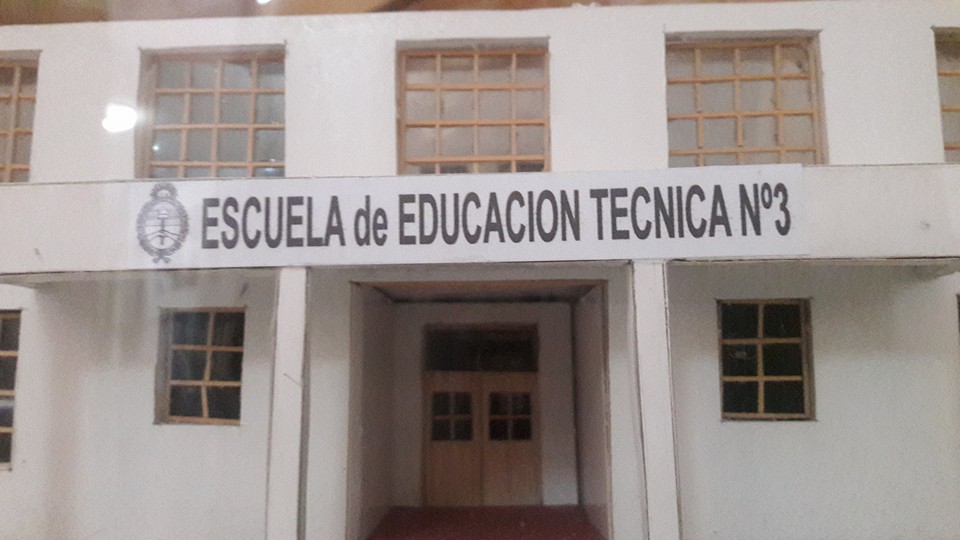 ESCUELA de EDUCACION TECNICA Nº3